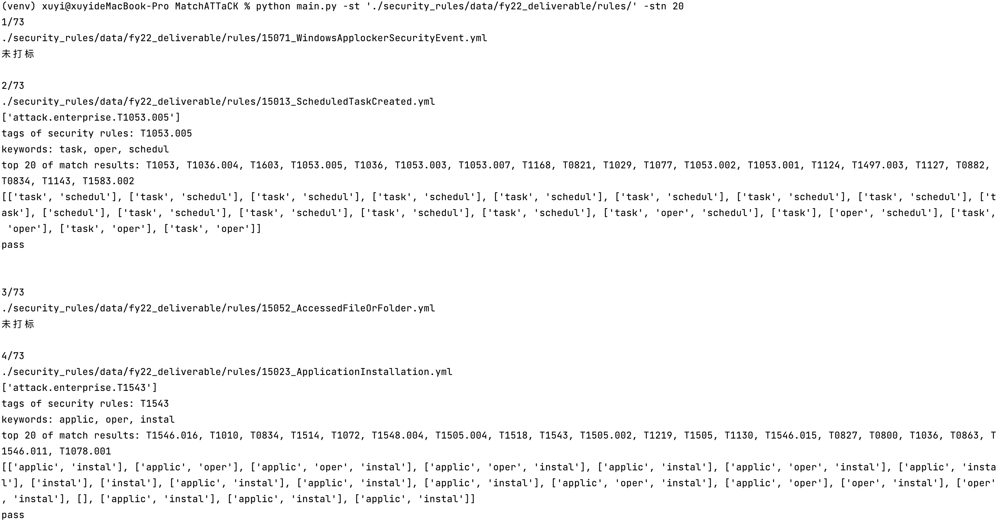 (venv) xuyi@xuyideMacBook-Pro MatchATTaCK % python main.py -st './security_rules/data/fy22_deliverable/rules/' -stn 20
1/73
./security_rules/data/fy22_deliverable/rules/15071_WindowsApplockerSecurityEvent.yml
未打标
2/73
./security_rules/data/fy22_deliverable/rules/15013_ScheduledTaskCreated.yml
['attack.enterprise.T1053.005']
tags of security rules: T1053.005
keywords: task, oper, schedul
top 20 of match results: T1053, T1036.004, T1603, T1053.005, T1036, T1053.003, T1053.007, T1168, T0821, T1029, T1077, T1053.002, T1053.001, T1124, T1497.003, T1127, T0882,
T0834, T1143, T1583.002
[['task', 'schedul'], ['task', 'schedul'], ['task', 'schedul'], ['task', 'schedul'], ['task', 'schedul'], ['task', 'schedul'], ['task', 'schedul'], ['task', 'schedul'], ['t
ask'], ['schedul'], ['task', 'schedul'], ['task', 'schedul'], ['task', 'schedul'], ['task', 'schedul'], ['task', 'oper', 'schedul'], ['task'], ['oper', 'schedul'], ['task',
 'oper'], ['task', 'oper'], ['task', 'oper']]
pass
3/73
./security_rules/data/fy22_deliverable/rules/15052_AccessedFileOrFolder.yml
未打标
4/73
./security_rules/data/fy22_deliverable/rules/15023_ApplicationInstallation.yml
['attack.enterprise.T1543']
tags of security rules: T1543
keywords: applic, oper, instal
top 20 of match results: T1546.016, T1010, T0834, T1514, T1072, T1548.004, T1505.004, T1518, T1543, T1505.002, T1219, T1505, T1130, T1546.015, T0827, T0800, T1036, T0863, T
1546.011, T1078.001
[['applic', 'instal'], ['applic', 'oper'], ['applic', 'oper', 'instal'], ['applic', 'oper', 'instal'], ['applic', 'instal'], ['applic', 'oper', 'instal'], ['applic', 'insta
l'], ['instal'], ['instal'], ['applic', 'instal'], ['applic', 'instal'], ['applic', 'instal'], ['applic', 'oper', 'instal'], ['applic', 'oper'], ['oper', 'instal'], ['oper'
, 'instal'], [], ['applic', 'instal'], ['applic', 'instal'], ['applic', 'instal']]
pass